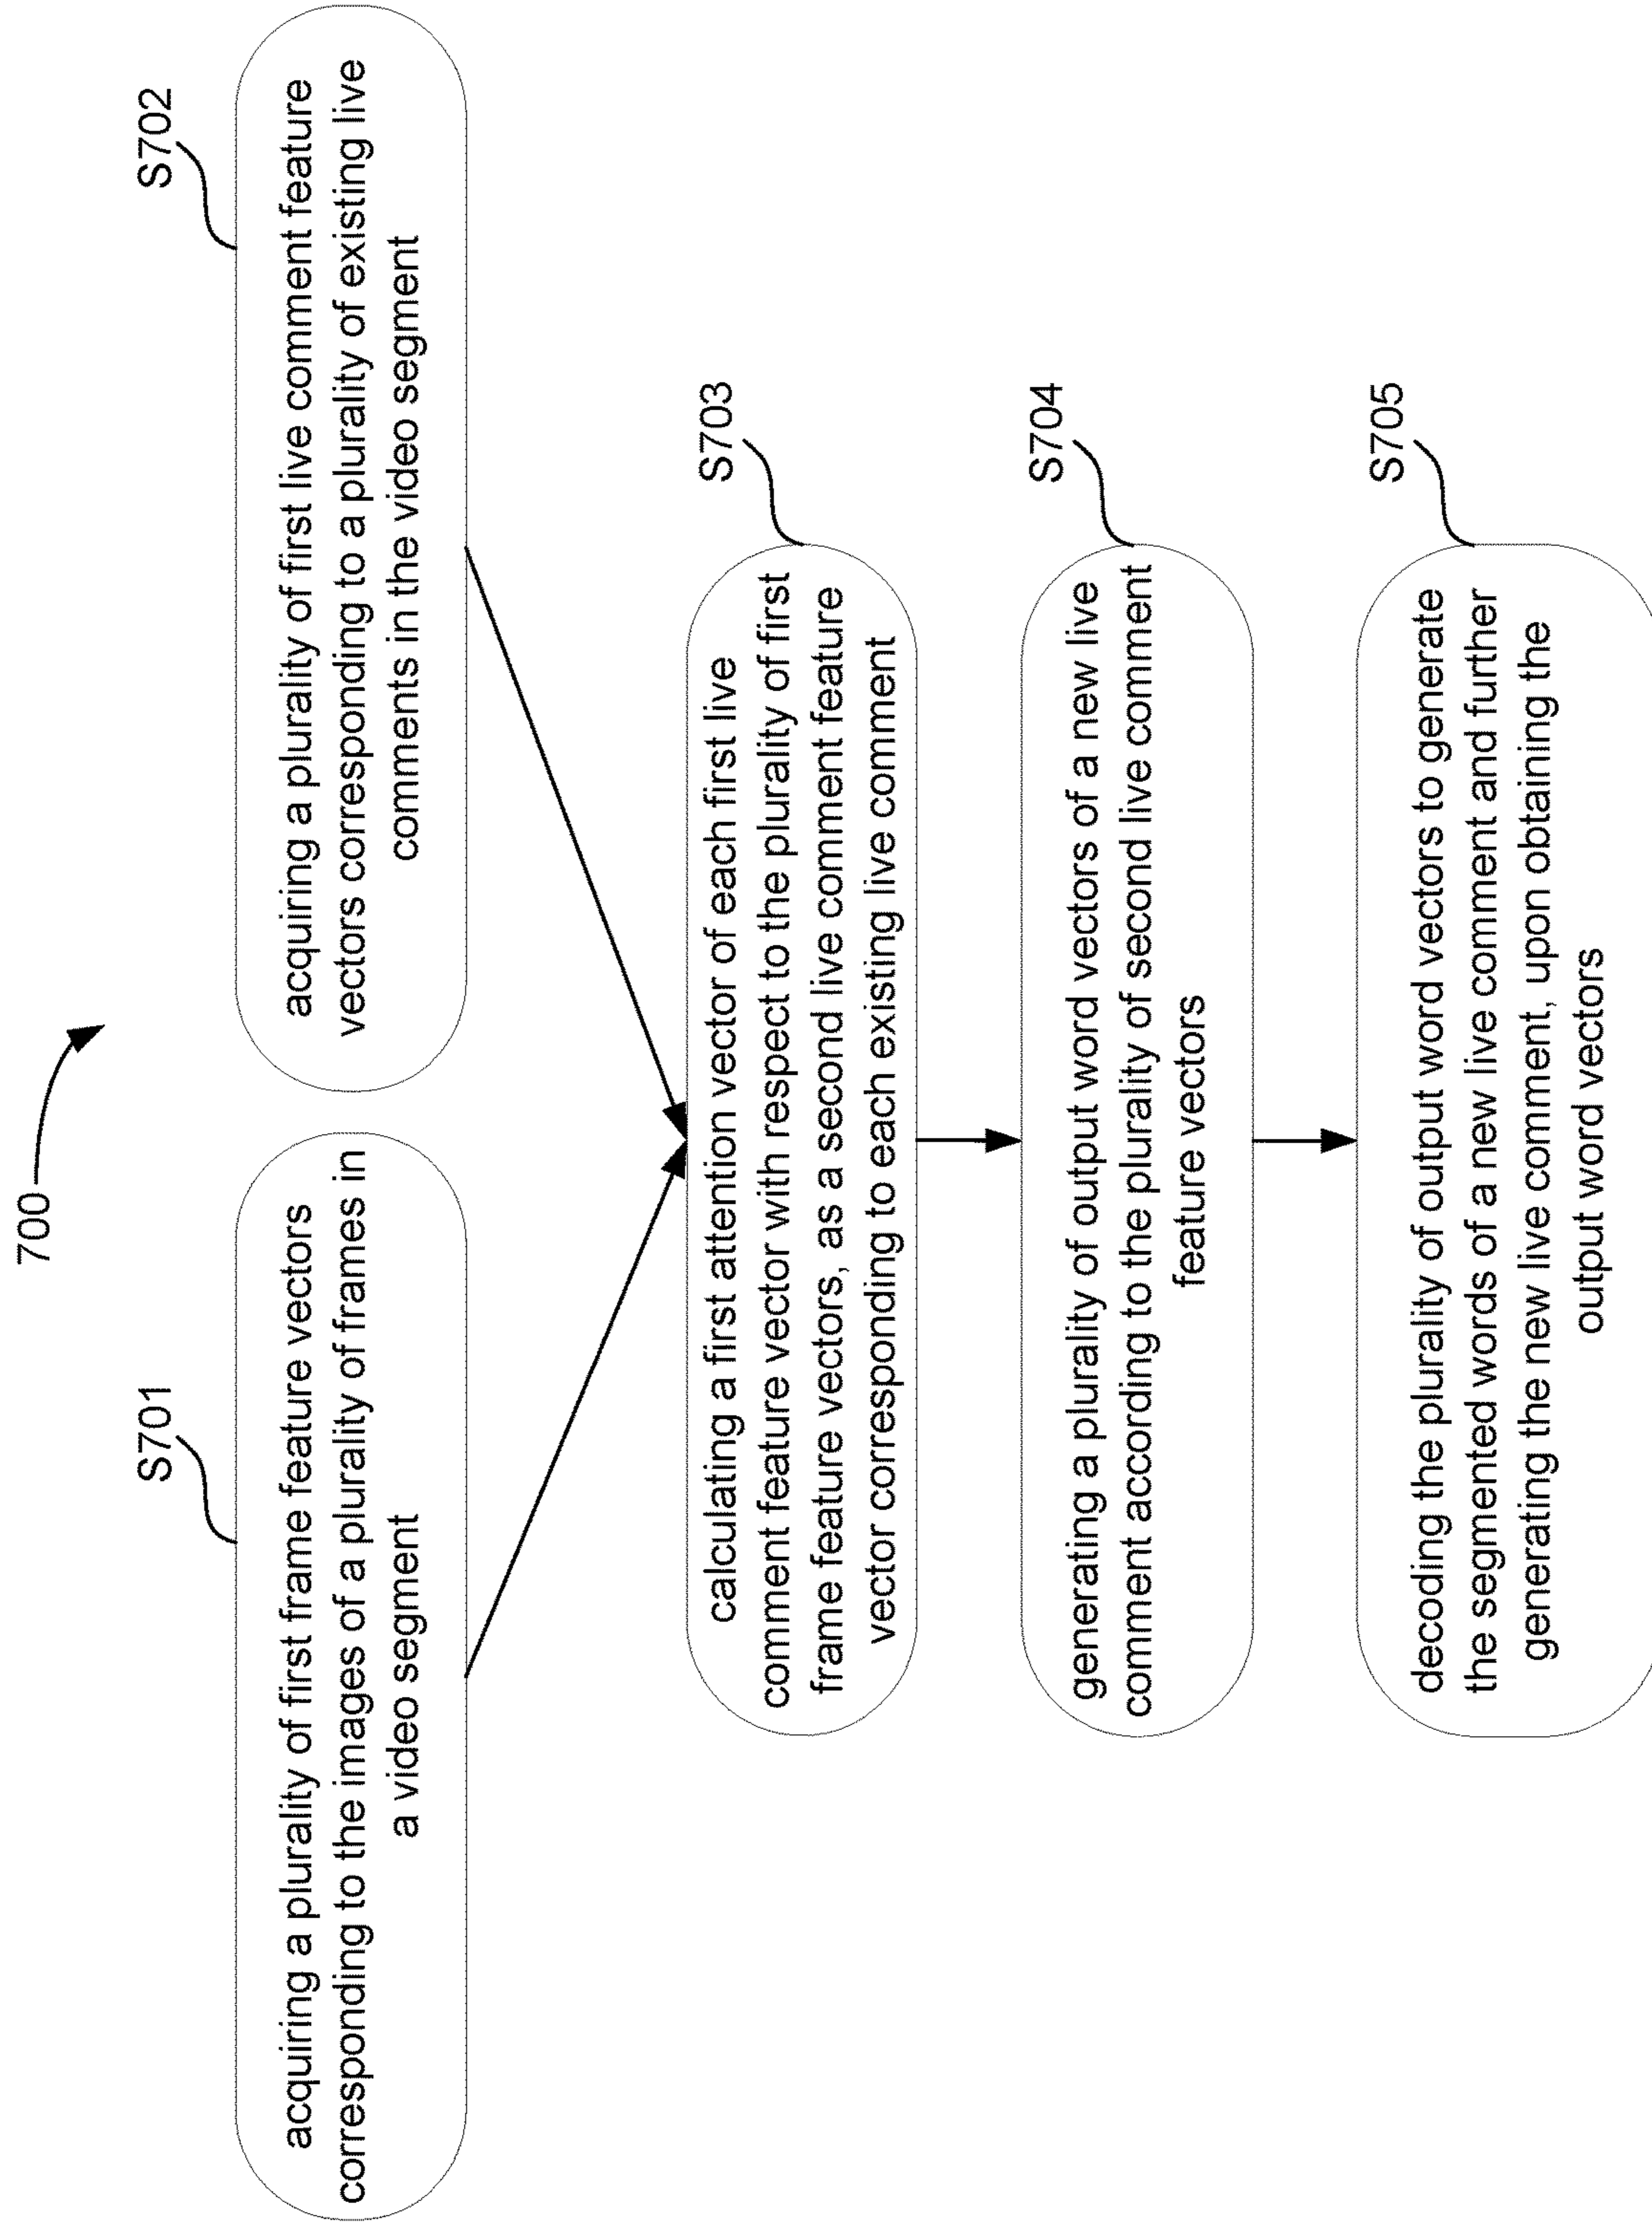 700
S701
acquiring a plurality of first frame feature vectors
corresponding to the images of a plurality of frames in
a video segment
S702
acquiring a plurality of first live comment feature
vectors corresponding to a plurality of existing live
comments in the video segment
S703
calculating a first attention vector of each first live
comment feature vector with respect to the plurality of first
frame feature vectors, as a second live comment feature
vector corresponding to each existing live comment
S704
generating a plurality of output word vectors of a new live
comment according to the plurality of second live comment
feature vectors
S705
decoding the plurality of output word vectors to generate
the segmented words of a new live comment and further
generating the new live comment, upon obtaining the
output word vectors